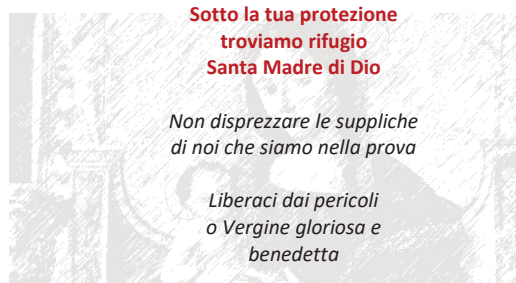 Sotto la tua protezione
troviamo rifugio
Santa Madre di Dio
Non disprezzare le suppliche
di noi che siamo nella prova
Liberaci dai pericoli
o Vergine gloriosa e
benedetta